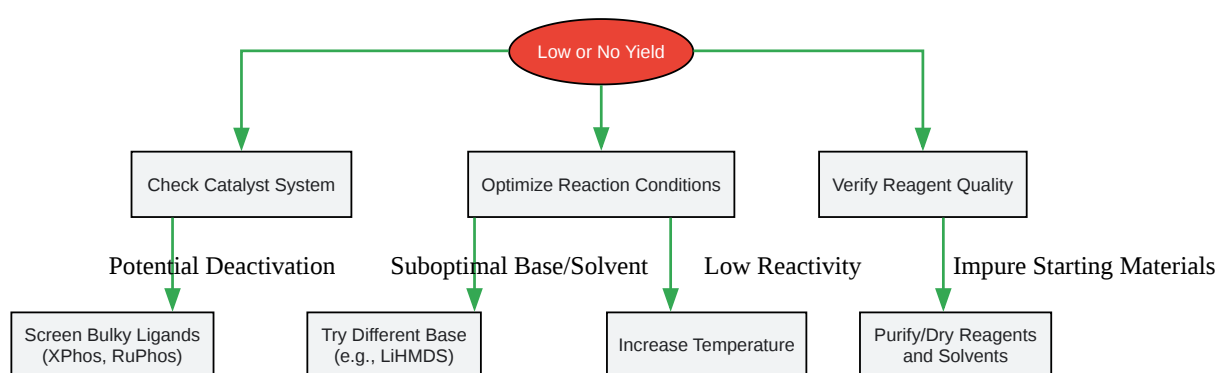 Low or No Yield
Check Catalyst System
Optimize Reaction Conditions
Verify Reagent Quality
Potential Deactivation
Suboptimal Base/Solvent
Low Reactivity
Impure Starting Materials
Screen Bulky Ligands
(XPhos, RuPhos)
Try Different Base
(e.g., LiHMDS)
Increase Temperature
Purify/Dry Reagents
and Solvents